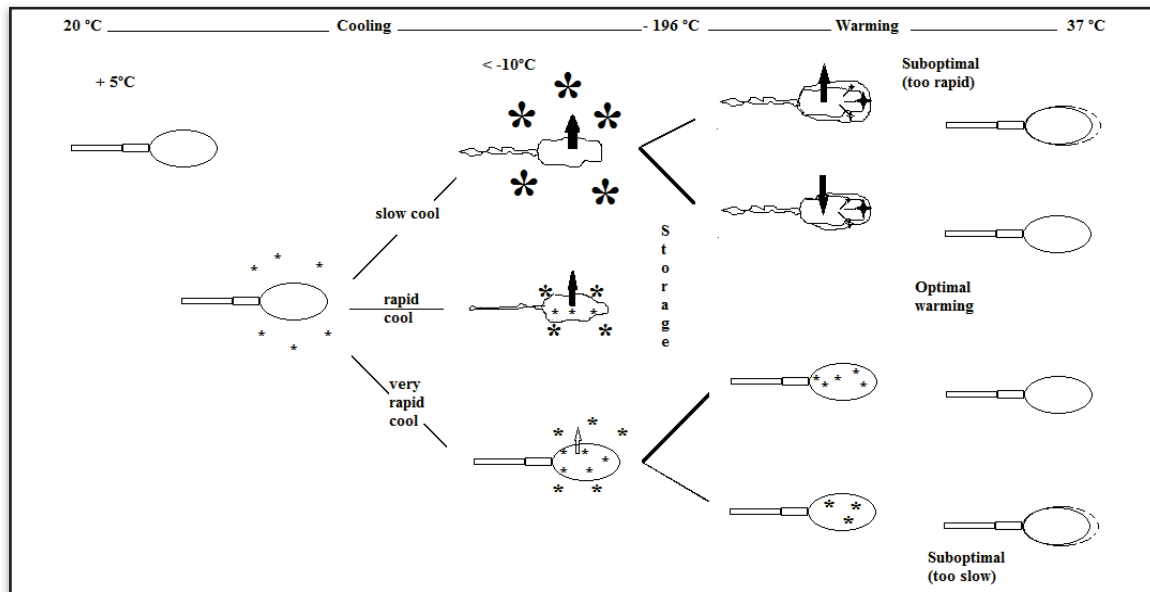 20 °C Cooling - 196 °C Warming 37 °C
+ 5°C
< -10°C
Suboptimal
(too rapid)
slow cool
rapid
cool
very
rapid
cool
Storage
Optimal
warming
Suboptimal
(too slow)